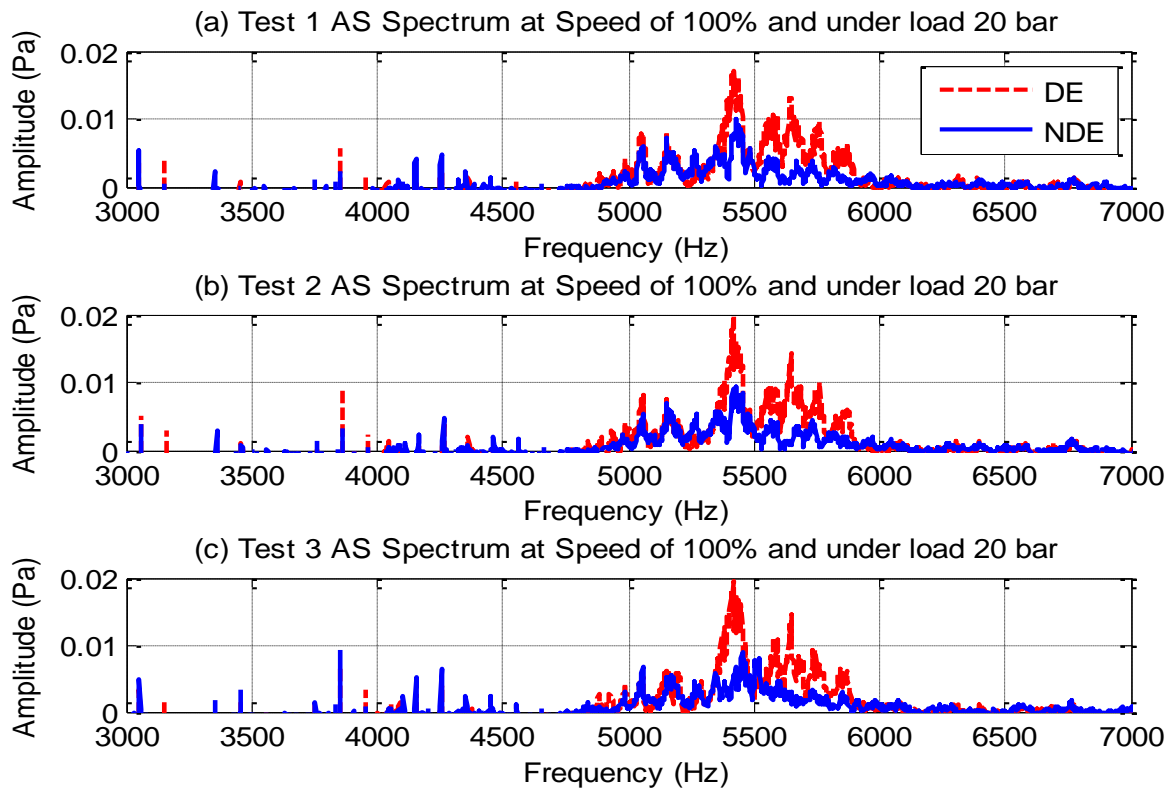 (a) Test 1 AS Spectrum at Speed of 100% and under load 20 bar
Amplitude (Pa)
0.02
0.01
0
DE
NDE
3000 3500 4000 4500 5000 5500 6000 6500 7000
Frequency (Hz)
(b) Test 2 AS Spectrum at Speed of 100% and under load 20 bar
Amplitude (Pa)
0.02
0.01
0
3000 3500 4000 4500 5000 5500 6000 6500 7000
Frequency (Hz)
(c) Test 3 AS Spectrum at Speed of 100% and under load 20 bar
Amplitude (Pa)
0.02
0.01
0
3000 3500 4000 4500 5000 5500 6000 6500 7000
Frequency (Hz)